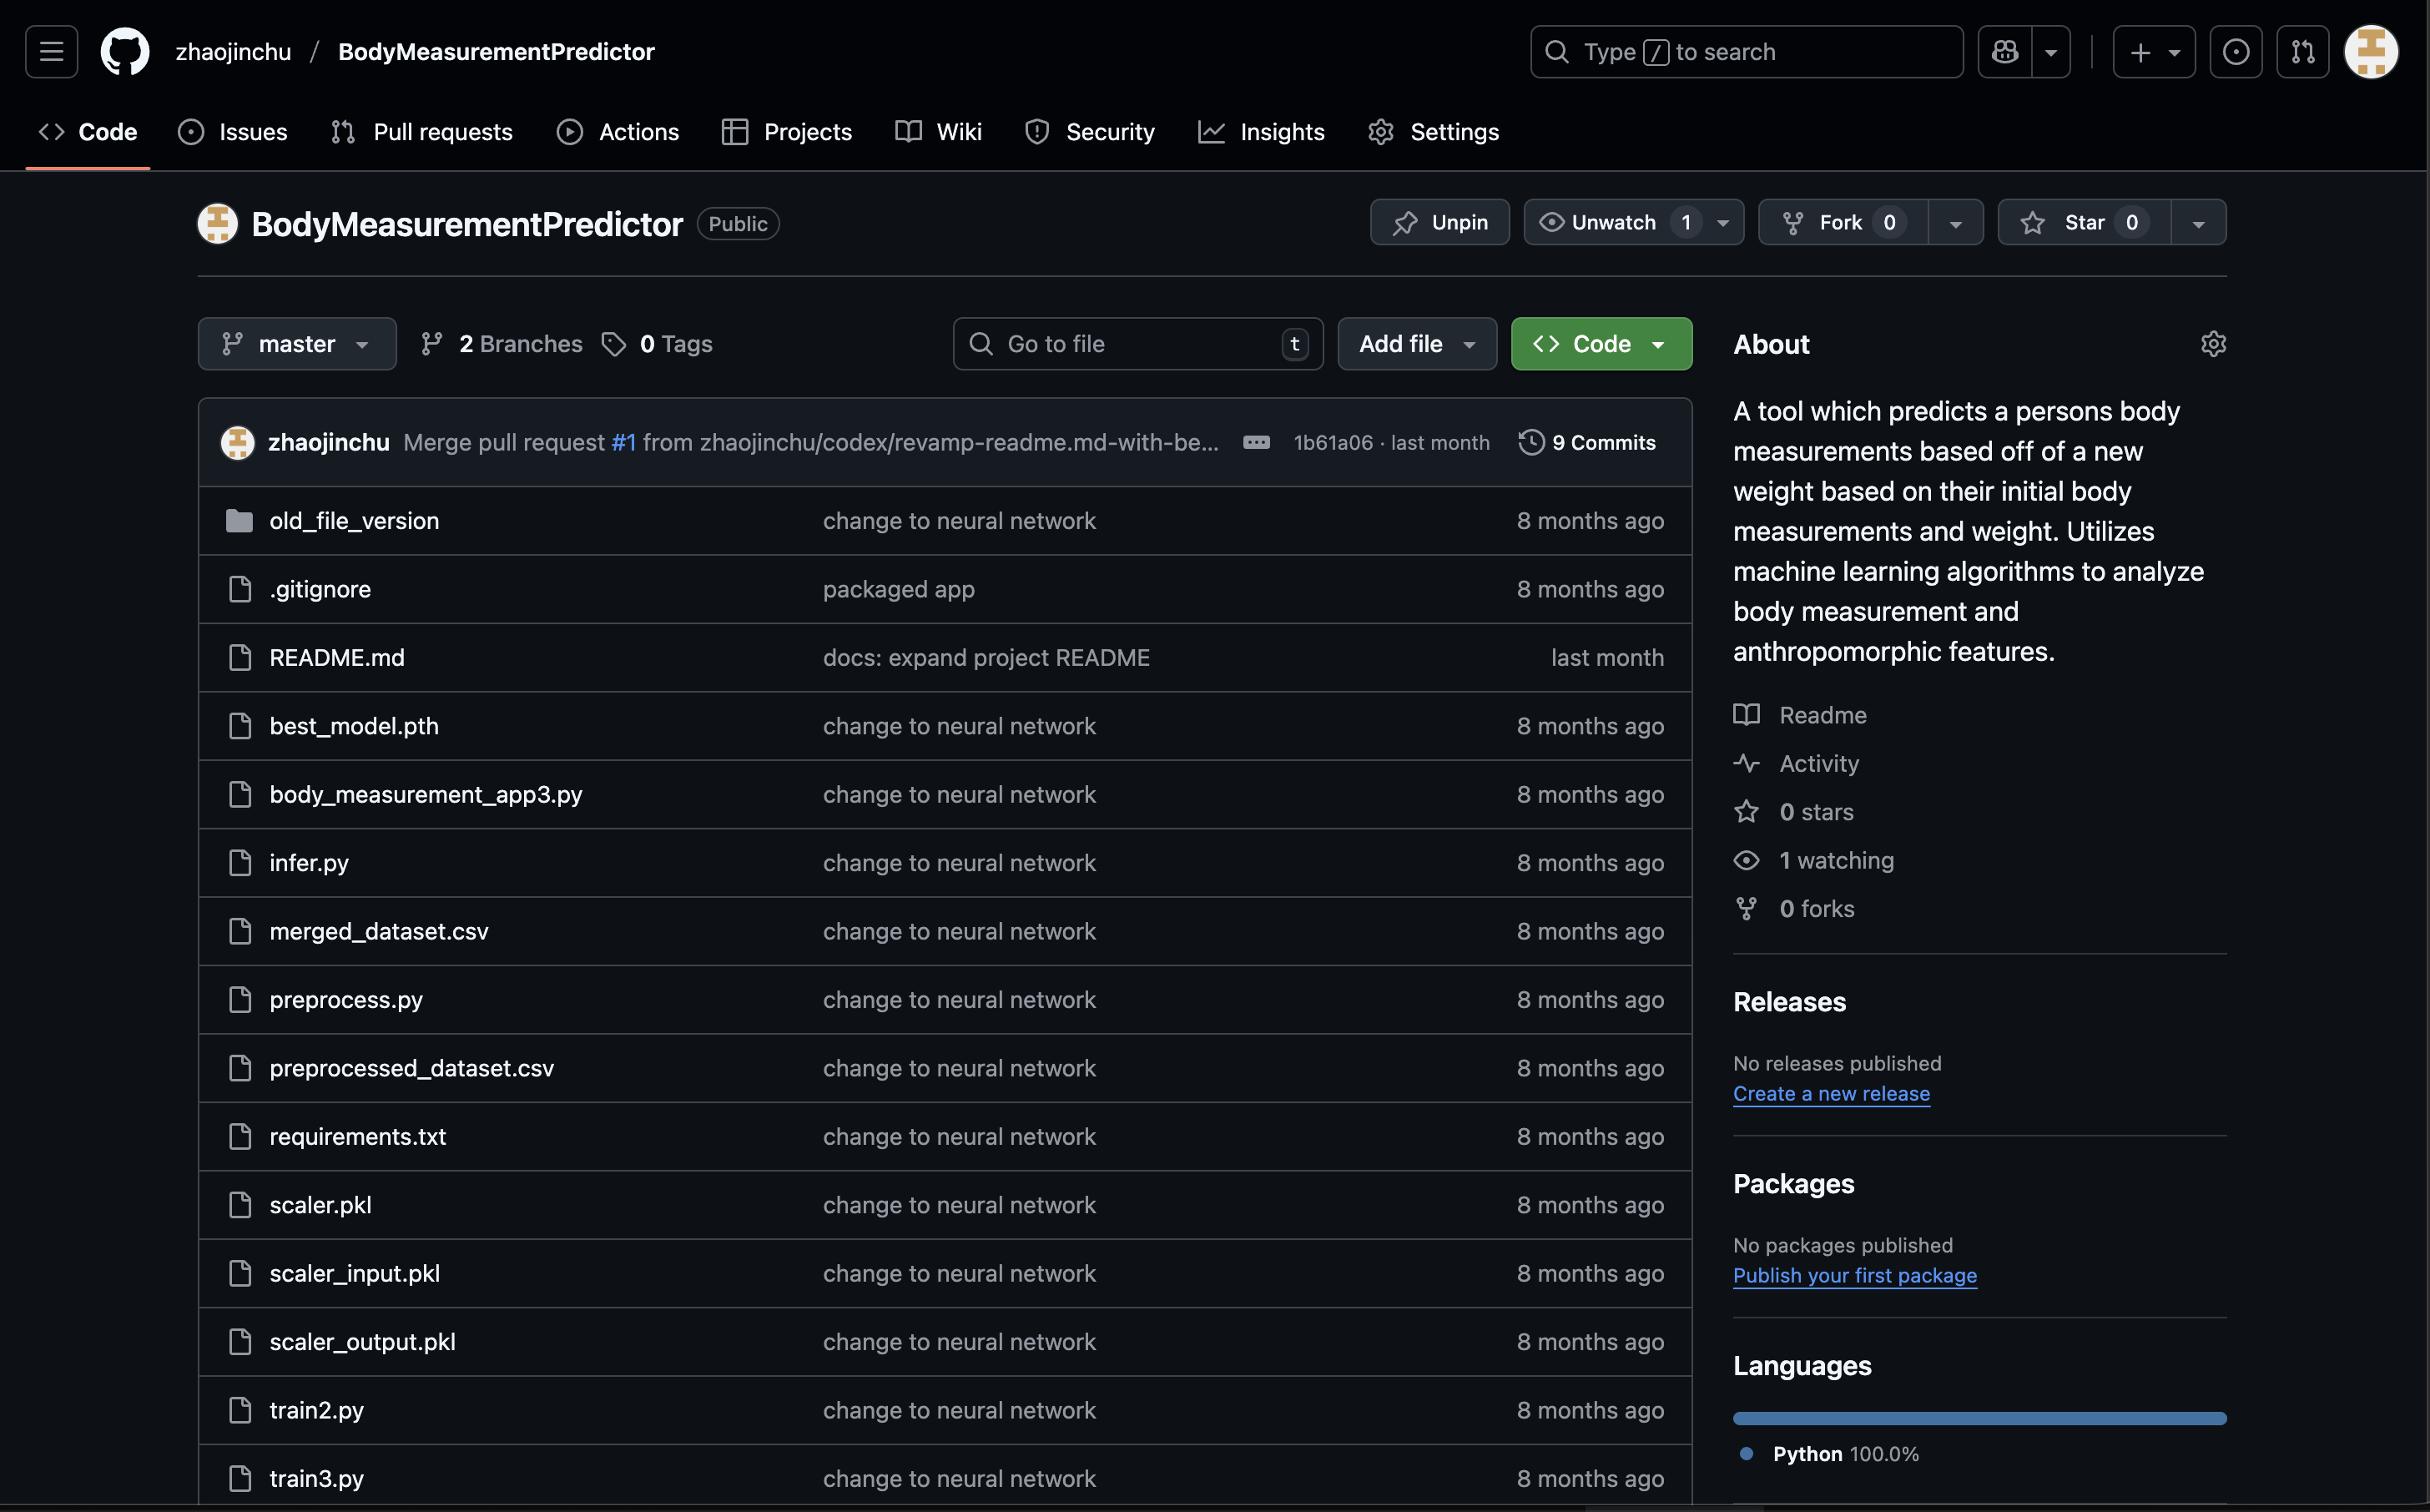 zhaojinchu / BodyMeasurementPredictor
Type / to search
Code
Issues
Pull requests
Actions
Projects
Wiki
Security
Insights
Settings
BodyMeasurementPredictor Public
Unpin
Unwatch 1
Fork 0
Star 0
master
2 Branches
0 Tags
Go to file t
Add file
Code
zhaojinchu Merge pull request #1 from zhaojinchu/codex/revamp-readme.md-with-be... 1b61a06 · last month 9 Commits
old_file_version change to neural network 8 months ago
.gitignore packaged app 8 months ago
README.md docs: expand project README last month
best_model.pth change to neural network 8 months ago
body_measurement_app3.py change to neural network 8 months ago
infer.py change to neural network 8 months ago
merged_dataset.csv change to neural network 8 months ago
preprocess.py change to neural network 8 months ago
preprocessed_dataset.csv change to neural network 8 months ago
requirements.txt change to neural network 8 months ago
scaler.pkl change to neural network 8 months ago
scaler_input.pkl change to neural network 8 months ago
scaler_output.pkl change to neural network 8 months ago
train2.py change to neural network 8 months ago
train3.py change to neural network 8 months ago
About
A tool which predicts a persons body
measurements based off of a new
weight based on their initial body
measurements and weight. Utilizes
machine learning algorithms to analyze
body measurement and
anthropomorphic features.
Readme
Activity
0 stars
1 watching
0 forks
Releases
No releases published
Create a new release
Packages
No packages published
Publish your first package
Languages
Python 100.0%